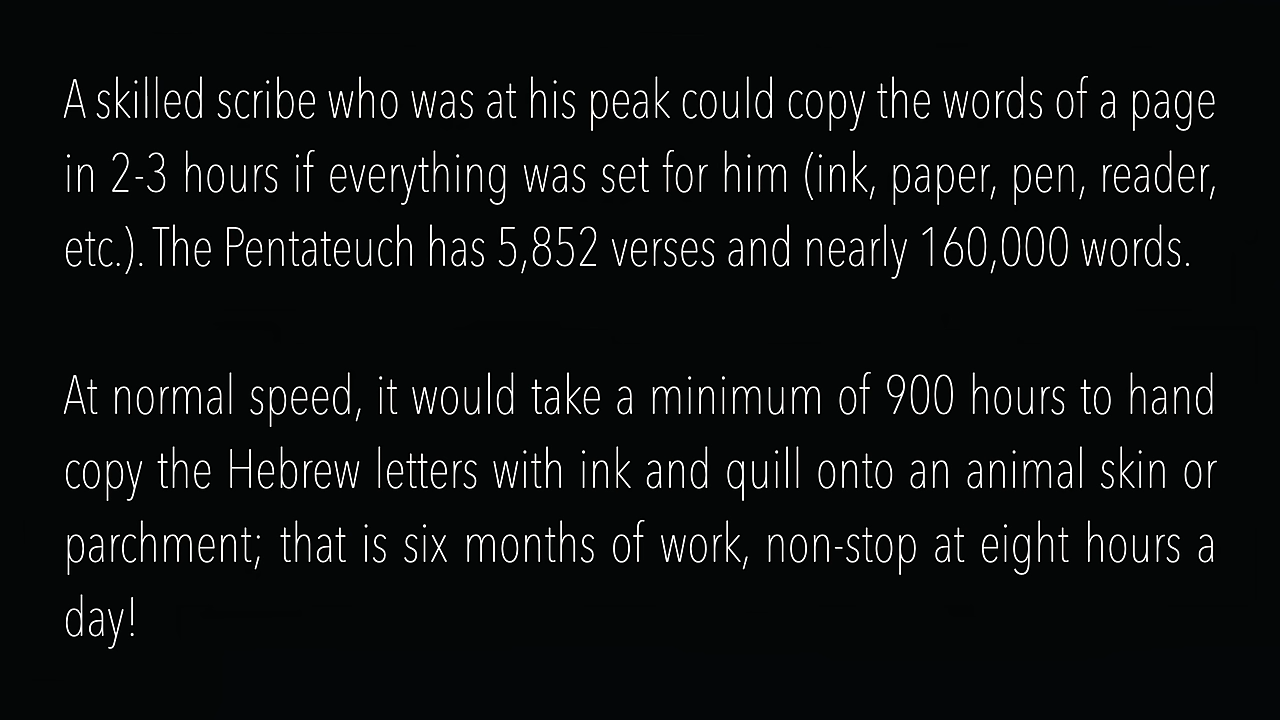 A skilled scribe who was at his peak could copy the words of a page
in 2-3 hours if everything was set for him (ink, paper, pen, reader,
etc.). The Pentateuch has 5,852 verses and nearly 160,000 words.
At normal speed, it would take a minimum of 900 hours to hand
copy the Hebrew letters with ink and quill onto an animal skin or
parchment; that is six months of work, non-stop at eight hours a
day!